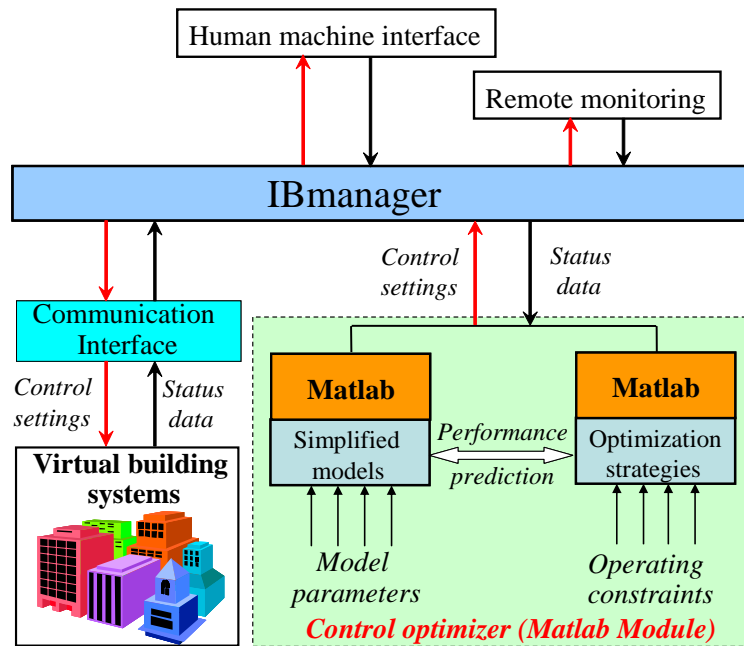 Human machine interface
Remote monitoring
IBmanager
Control
settings
Status
data
Communication
Interface
Control
settings
Status
data
Virtual building
systems
Matlab
Simplified
models
Performance
prediction
Matlab
Optimization
strategies
Model
parameters
Operating
constraints
Control optimizer (Matlab Module)